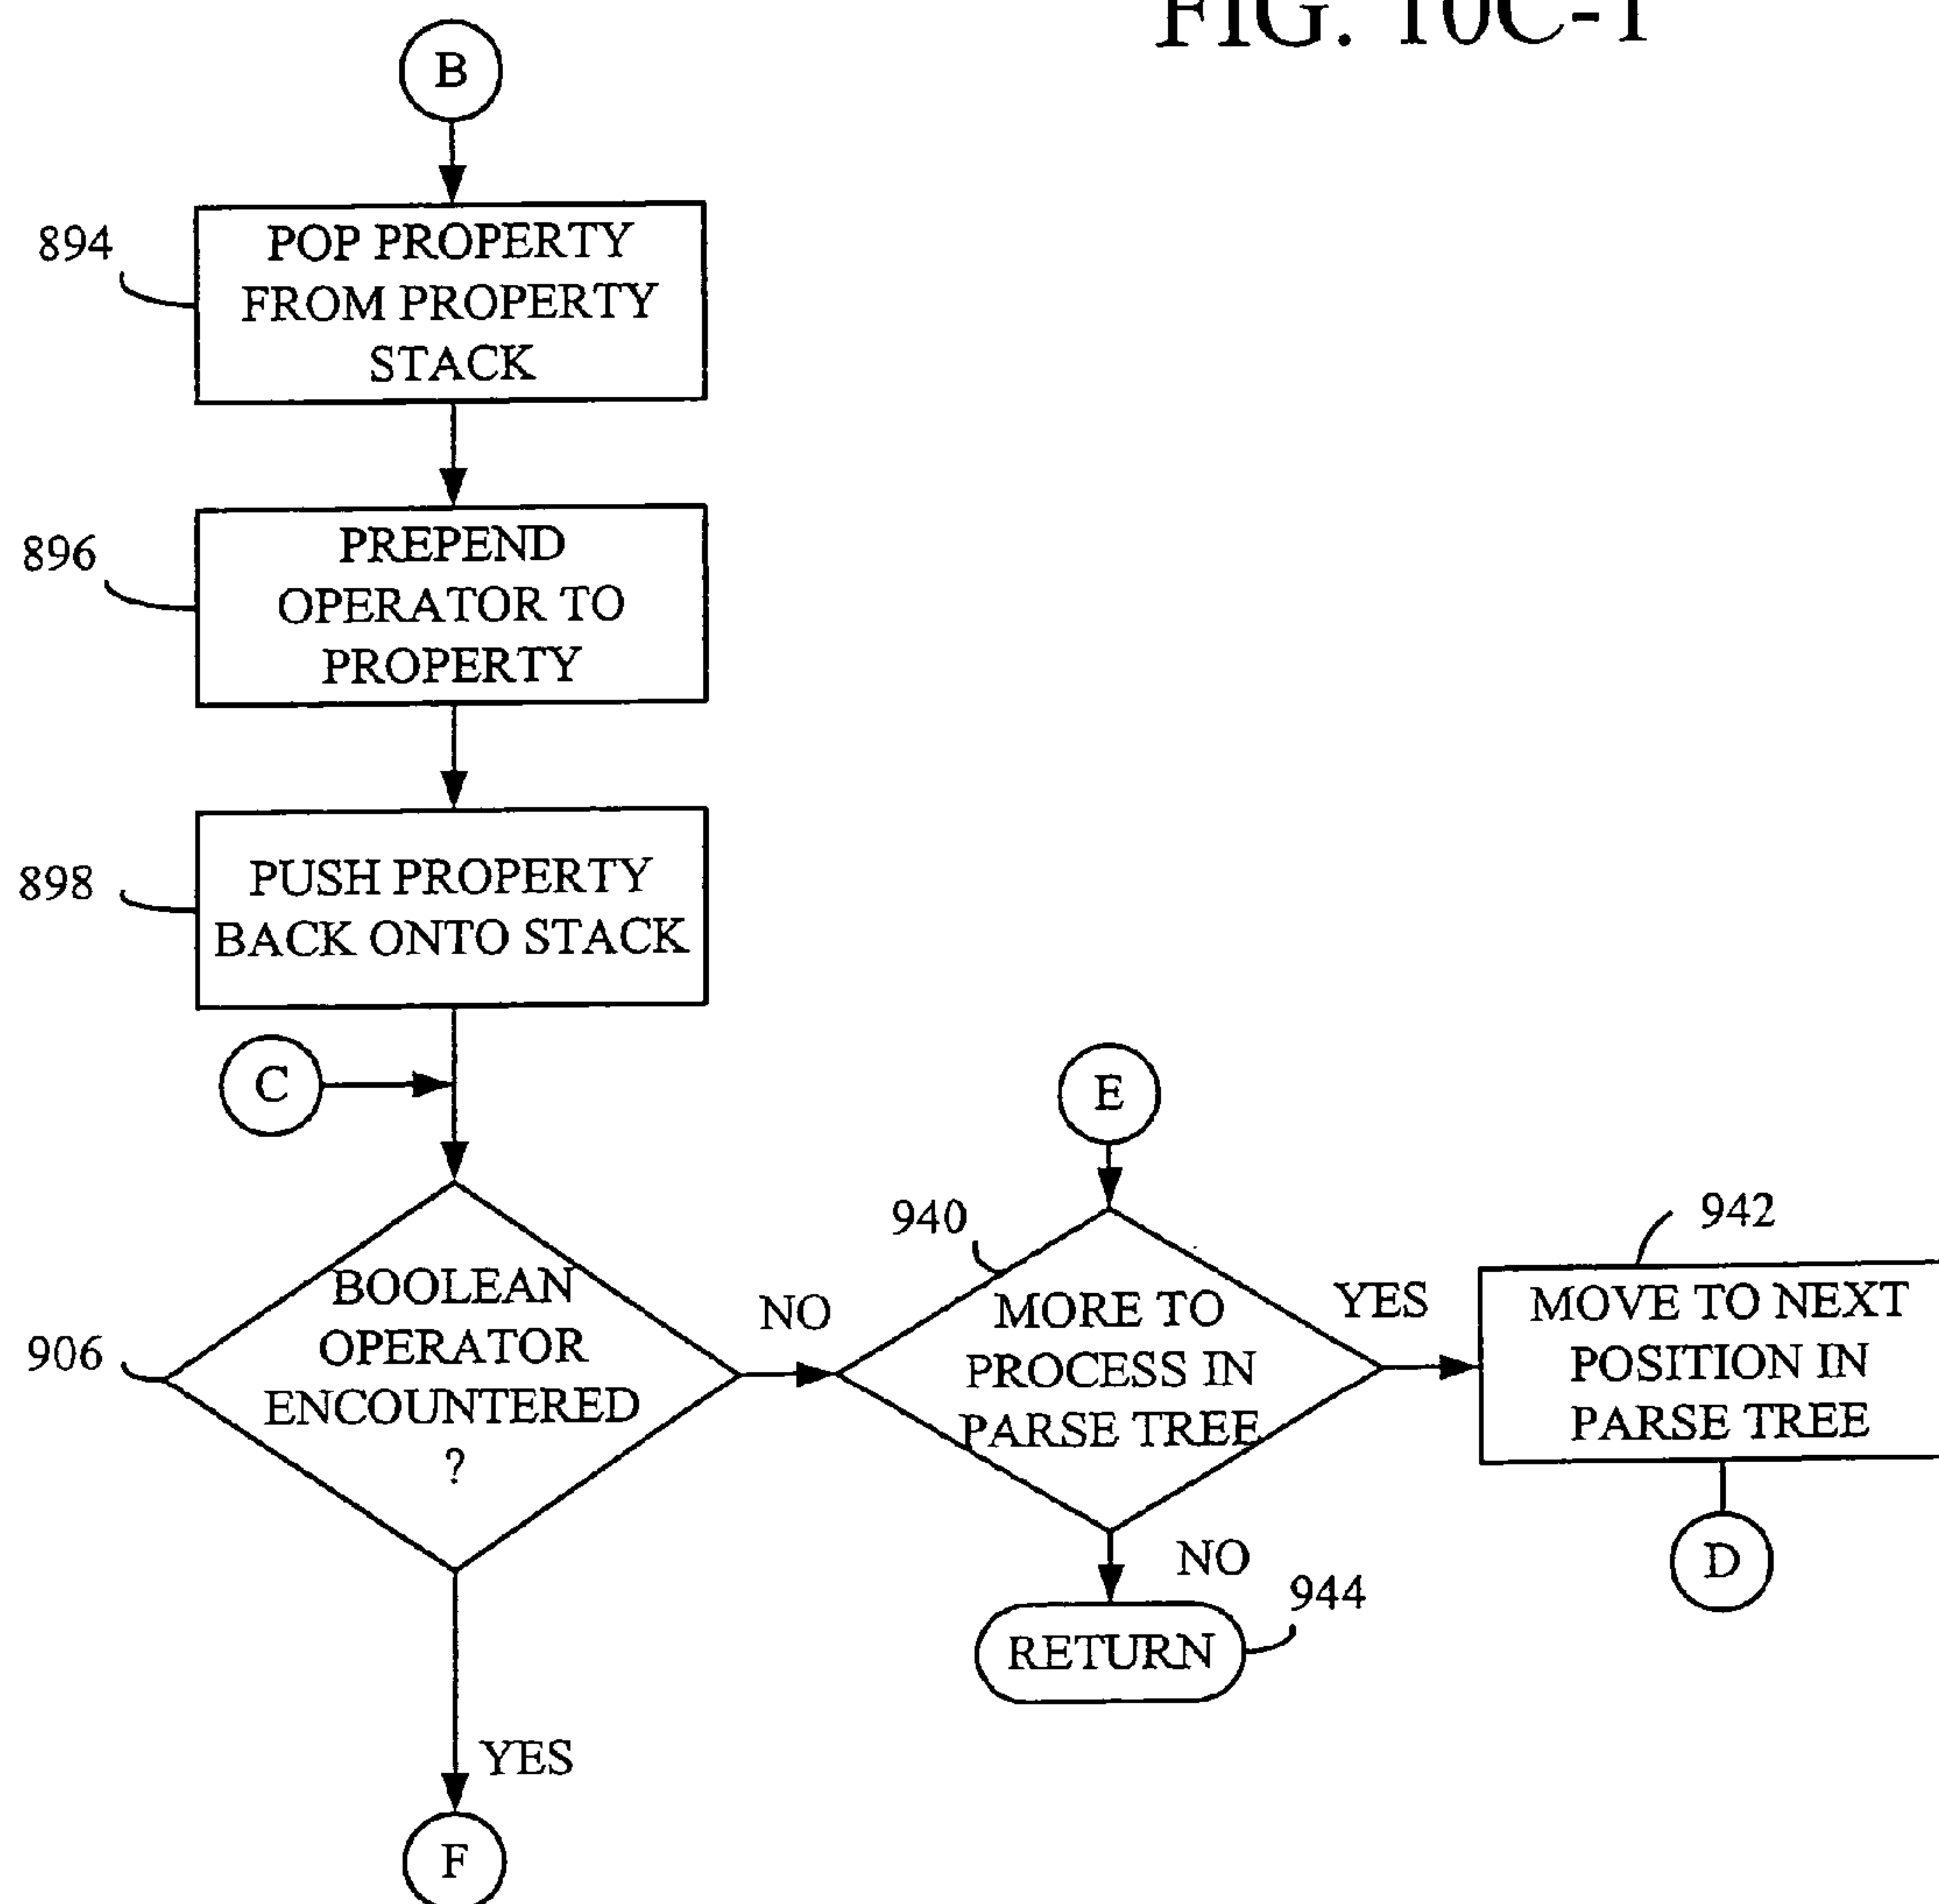 FIG. 10C-1
B
894
POP PROPERTY
FROM PROPERTY
STACK
896
PREPEND
OPERATOR TO
PROPERTY
898
PUSH PROPERTY
BACK ONTO STACK
C
E
906
BOOLEAN
OPERATOR
ENCOUNTERED
?
NO
940
MORE TO
PROCESS IN
PARSE TREE
YES
942
MOVE TO NEXT
POSITION IN
PARSE TREE
D
NO
944
RETURN
YES
F